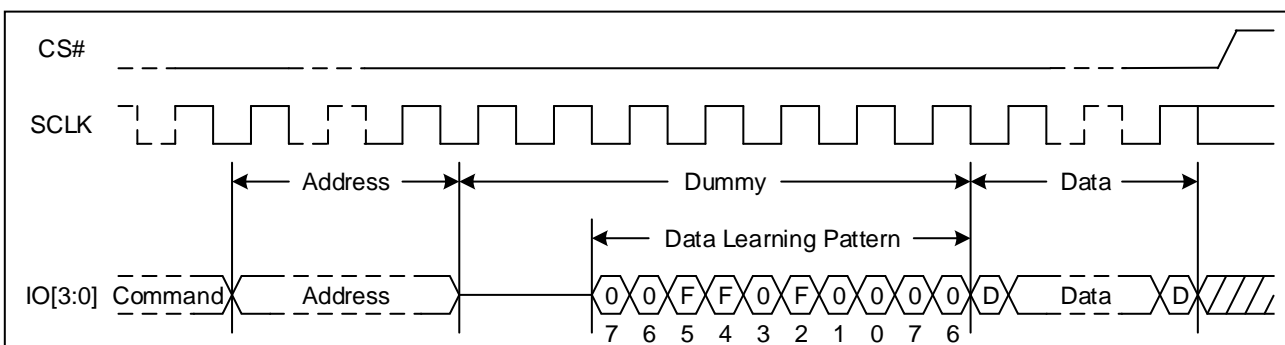 CS#
SCLK
Address Dummy Data
Data Learning Pattern
IO[3:0] Command Address 0 0 F F 0 F 0 0 0 0 D Data D
7 6 5 4 3 2 1 0 7 6